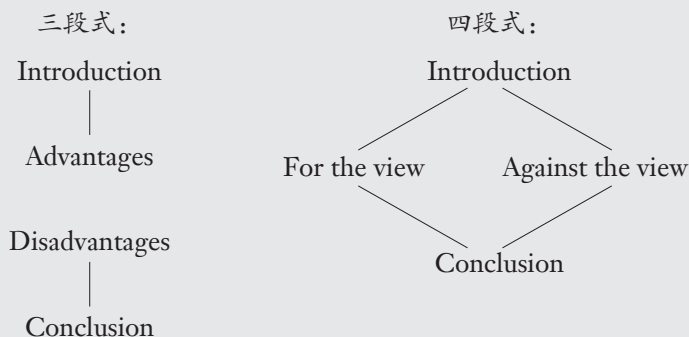 三段式：
Introduction
Advantages
Disadvantages
Conclusion
四段式：
Introduction
For the view Against the view
Conclusion